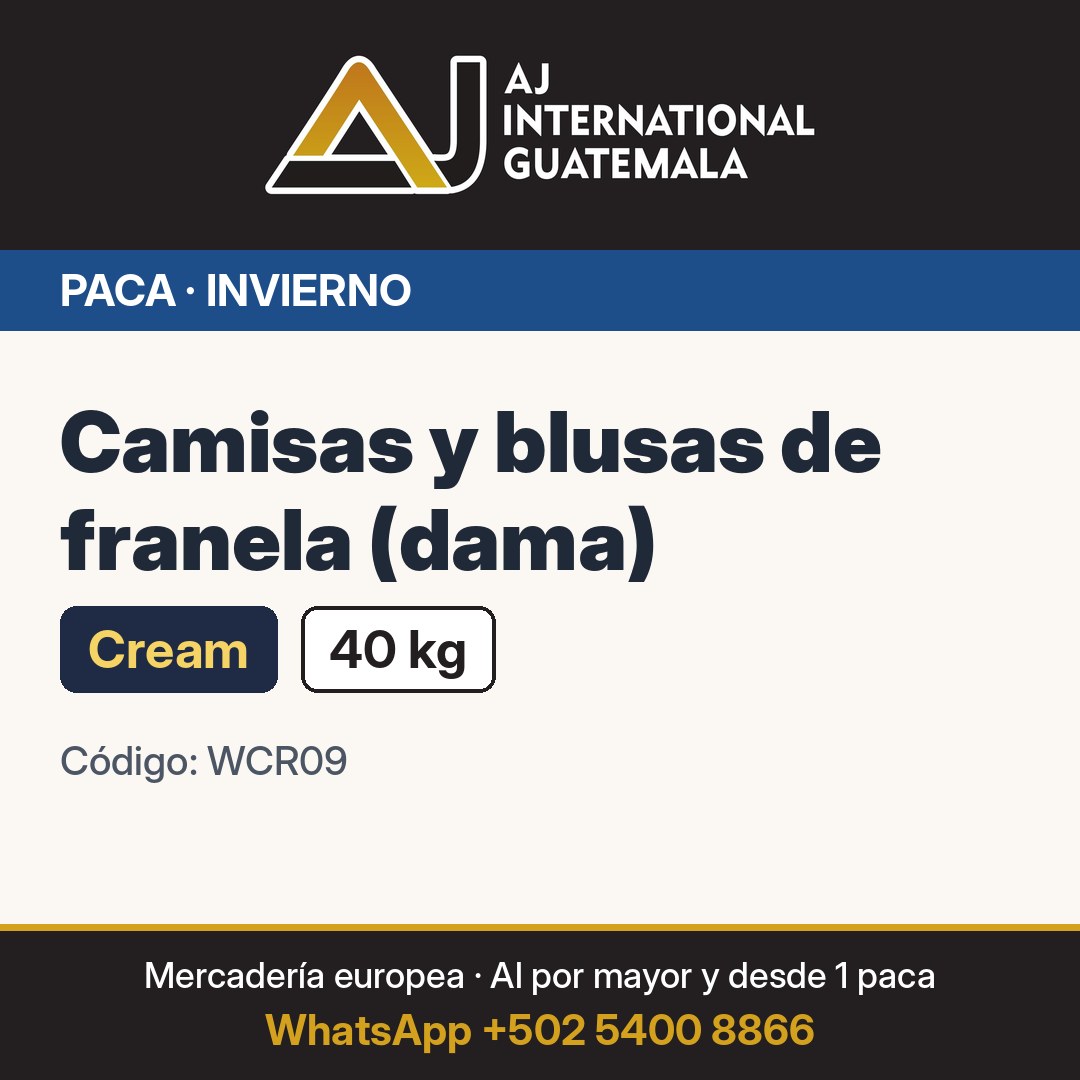 AJ
AJ
INTERNATIONAL
GUATEMALA
PACA · INVIERNO
Camisas y blusas de
franela (dama)
Cream
40 kg
Código: WCR09
Mercadería europea · Al por mayor y desde 1 paca
WhatsApp +502 5400 8866